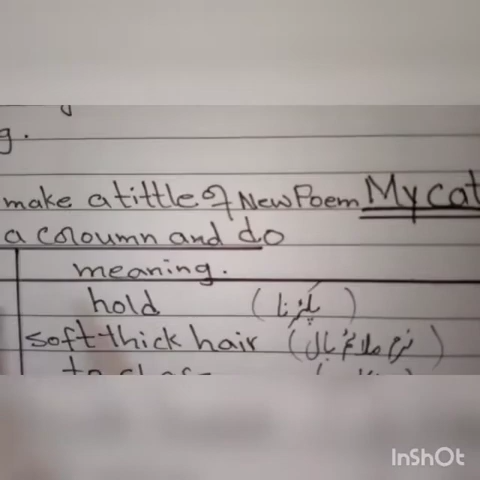 g.
make a tittle of New Poem My cat
a coloumn and do
meaning.
hold (پکڑنا)
soft thick hair (نرم ملائم بال)
InShOt